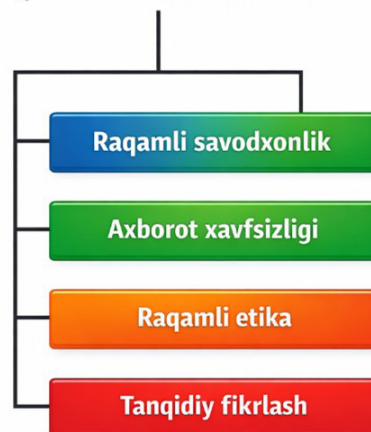 Raqamli savodxonlik
Axborot xavfsizligi
Raqamli etika
Tanqidiy fikrlash